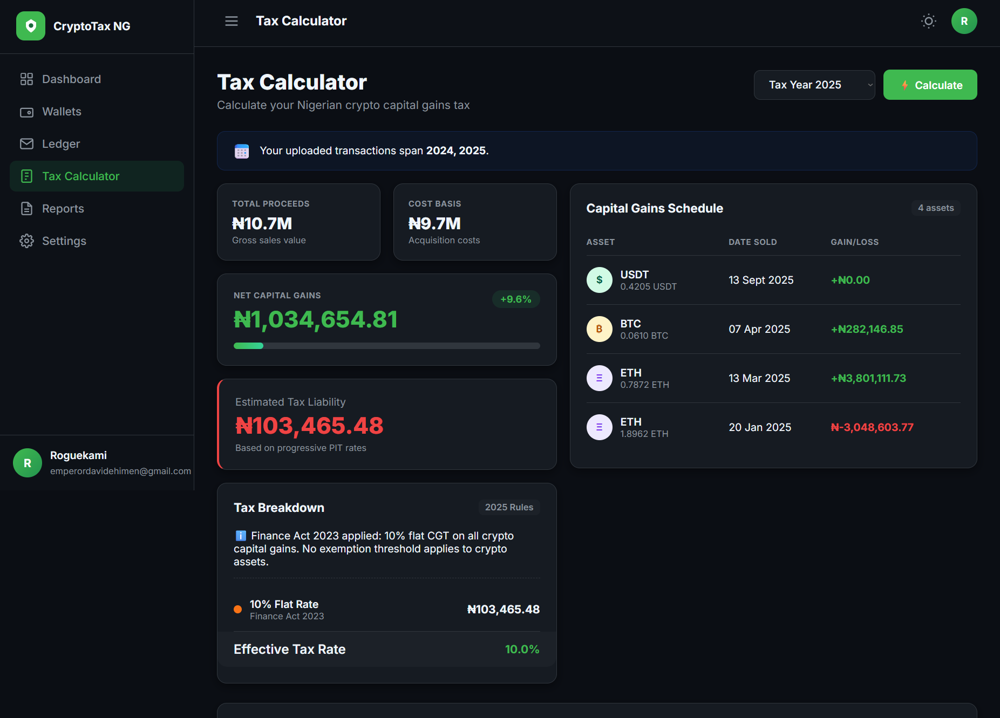 CryptoTax NG
Dashboard
Wallets
Ledger
Tax Calculator
Reports
Settings
R
Roguekami
emperordavidehimen@gmail.com
Tax Calculator
R
Tax Calculator
Calculate your Nigerian crypto capital gains tax
Tax Year 2025
Calculate
Your uploaded transactions span 2024, 2025.
TOTAL PROCEEDS
₦10.7M
Gross sales value
COST BASIS
₦9.7M
Acquisition costs
NET CAPITAL GAINS
+9.6%
₦1,034,654.81
Estimated Tax Liability
₦103,465.48
Based on progressive PIT rates
Tax Breakdown
2025 Rules
ℹ️ Finance Act 2023 applied: 10% flat CGT on all crypto
capital gains. No exemption threshold applies to crypto
assets.
10% Flat Rate
Finance Act 2023
₦103,465.48
Effective Tax Rate
10.0%
Capital Gains Schedule
4 assets
ASSET DATE SOLD GAIN/LOSS
$ USDT 13 Sept 2025 +₦0.00
0.4205 USDT
₿ BTC 07 Apr 2025 +₦282,146.85
0.0610 BTC
Ξ ETH 13 Mar 2025 +₦3,801,111.73
0.7872 ETH
Ξ ETH 20 Jan 2025 ₦-3,048,603.77
1.8962 ETH